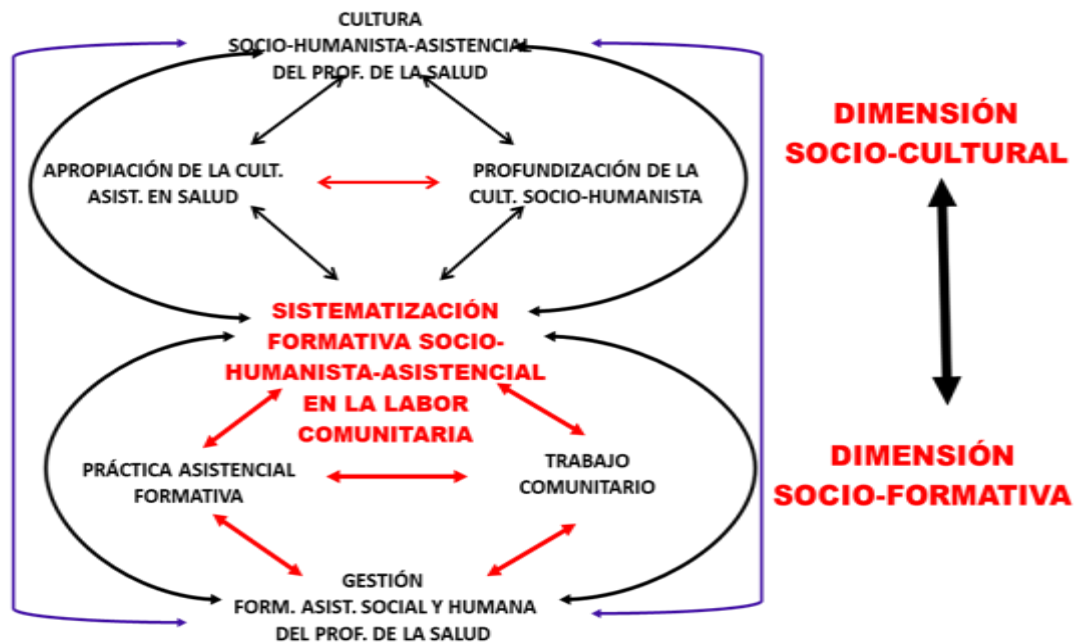 CULTURA
SOCIO-HUMANISTA-ASISTENCIAL
DEL PROF. DE LA SALUD
APROPIACIÓN DE LA CULT.
ASIST. EN SALUD
PROFUNDIZACIÓN DE LA
CULT. SOCIO-HUMANISTA
DIMENSIÓN
SOCIO-CULTURAL
SISTEMATIZACIÓN
FORMATIVA SOCIO-
HUMANISTA-ASISTENCIAL
EN LA LABOR
COMUNITARIA
PRÁCTICA ASISTENCIAL
FORMATIVA
TRABAJO
COMUNITARIO
DIMENSIÓN
SOCIO-FORMATIVA
GESTIÓN
FORM. ASIST. SOCIAL Y HUMANA
DEL PROF. DE LA SALUD